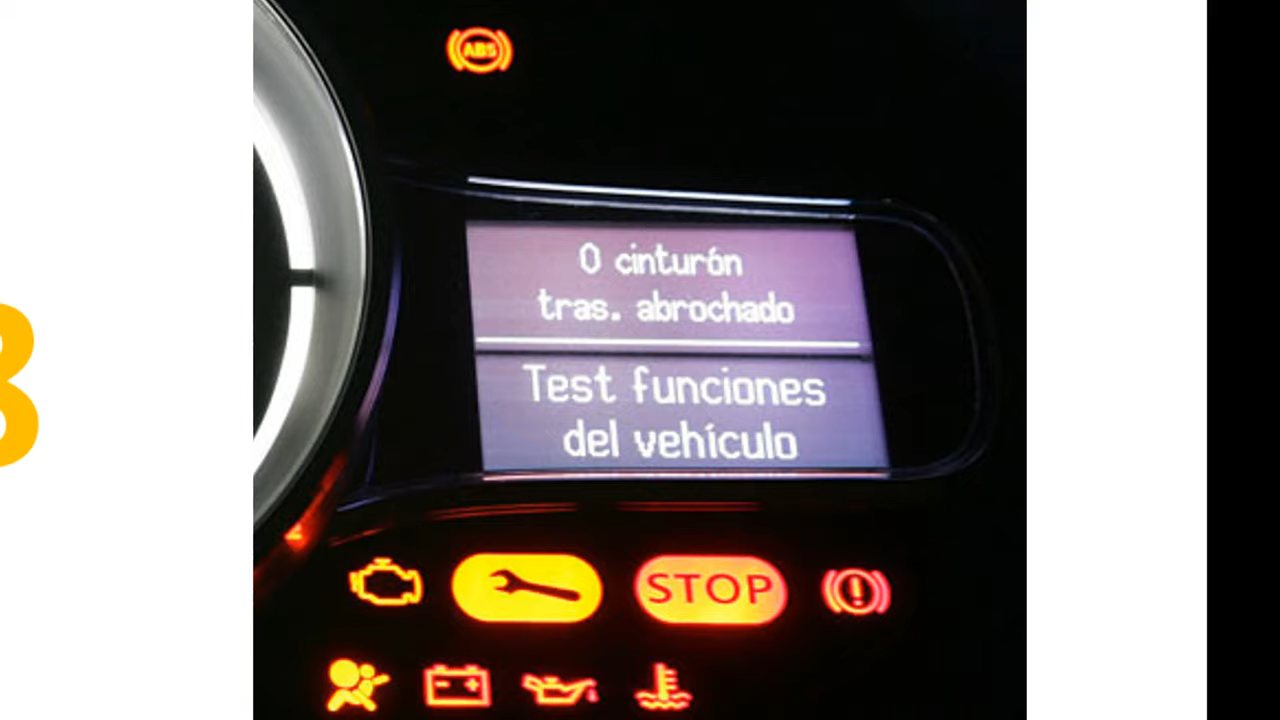 ABS
0 cinturón
tras. abrochado
Test funciones
del vehículo
STOP